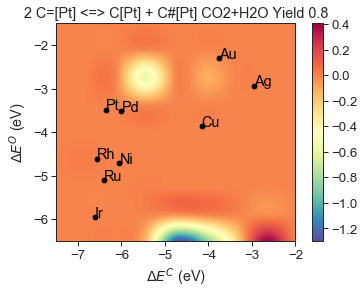 2 C=[Pt] <=> C[Pt] + C#[Pt] CO2+H2O Yield 0.8
Au
Ag
Pt
Pd
Cu
Rh
Ni
Ru
Ir
−2
−3
−4
−5
−6
ΔE^O (eV)
−7
−6
−5
−4
−3
−2
ΔE^C (eV)
0.4
0.2
0.0
−0.2
−0.4
−0.6
−0.8
−1.0
−1.2